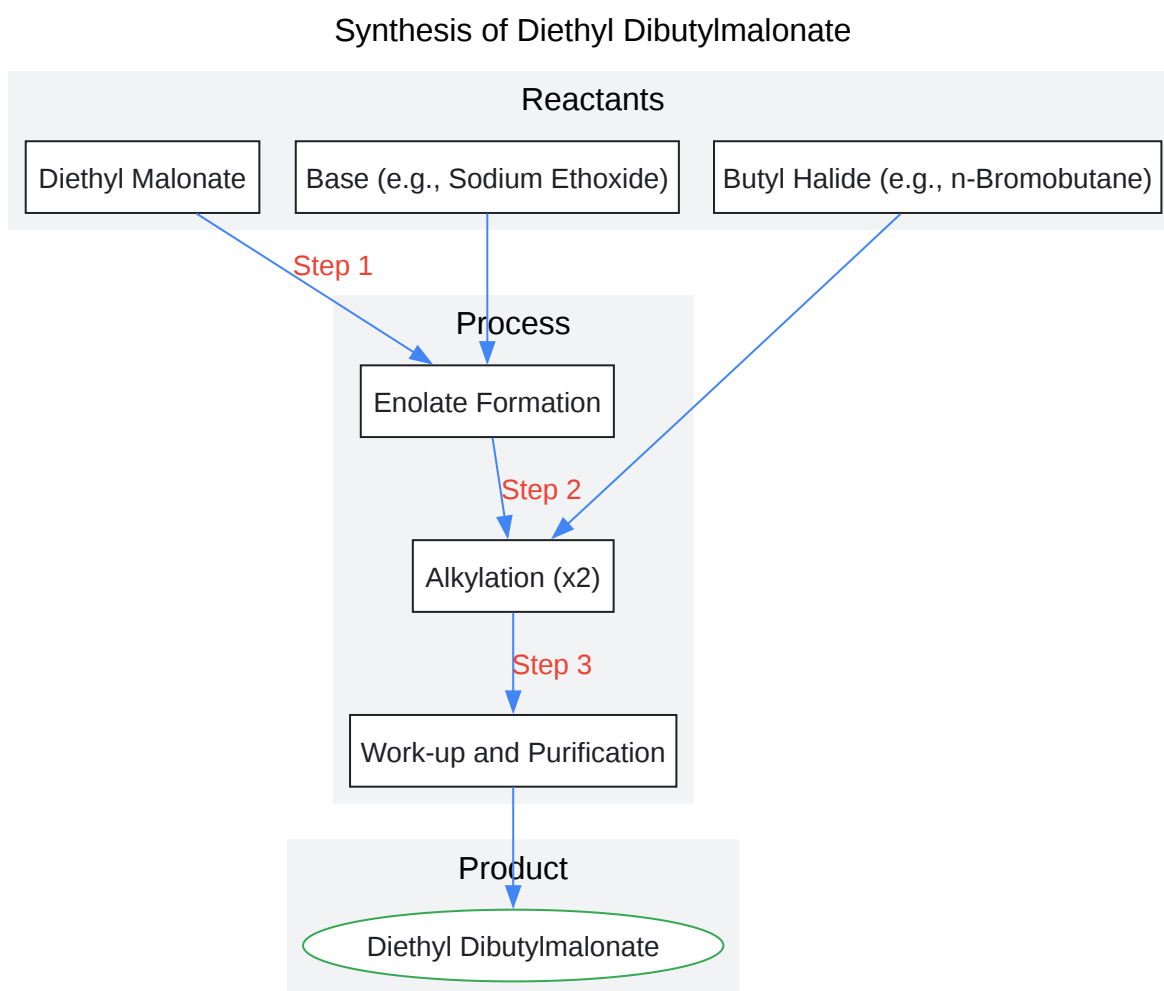 Synthesis of Diethyl Dibutylmalonate
Reactants
Diethyl Malonate
Base (e.g., Sodium Ethoxide)
Butyl Halide (e.g., n-Bromobutane)
Step 1
Process
Enolate Formation
Step 2
Alkylation (x2)
Step 3
Work-up and Purification
Product
Diethyl Dibutylmalonate